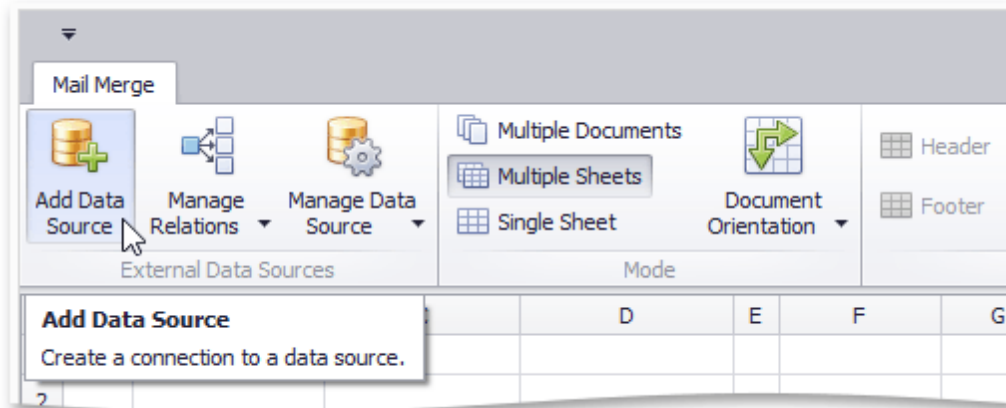 Mail Merge
Add Data
Source
Manage
Relations
Manage Data
Source
External Data Sources
Multiple Documents
Multiple Sheets
Single Sheet
Document
Orientation
Mode
Header
Footer
D E F G
Add Data Source
Create a connection to a data source.
2